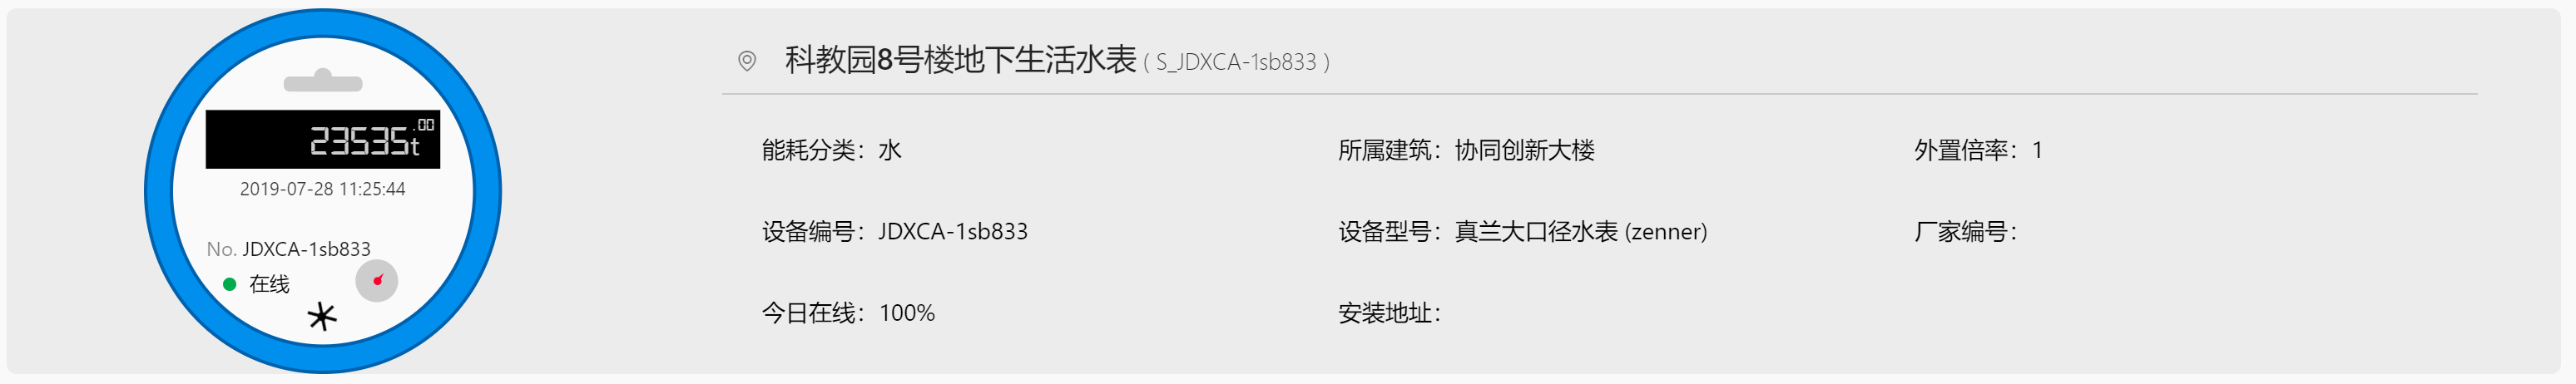 科教园8号楼地下生活水表 ( S_JDXCA-1sb833 )
23535.00t
2019-07-28 11:25:44
No. JDXCA-1sb833
在线
能耗分类：水
所属建筑：协同创新大楼
外置倍率：1
设备编号：JDXCA-1sb833
设备型号：真兰大口径水表 (zenner)
厂家编号：
今日在线：100%
安装地址：